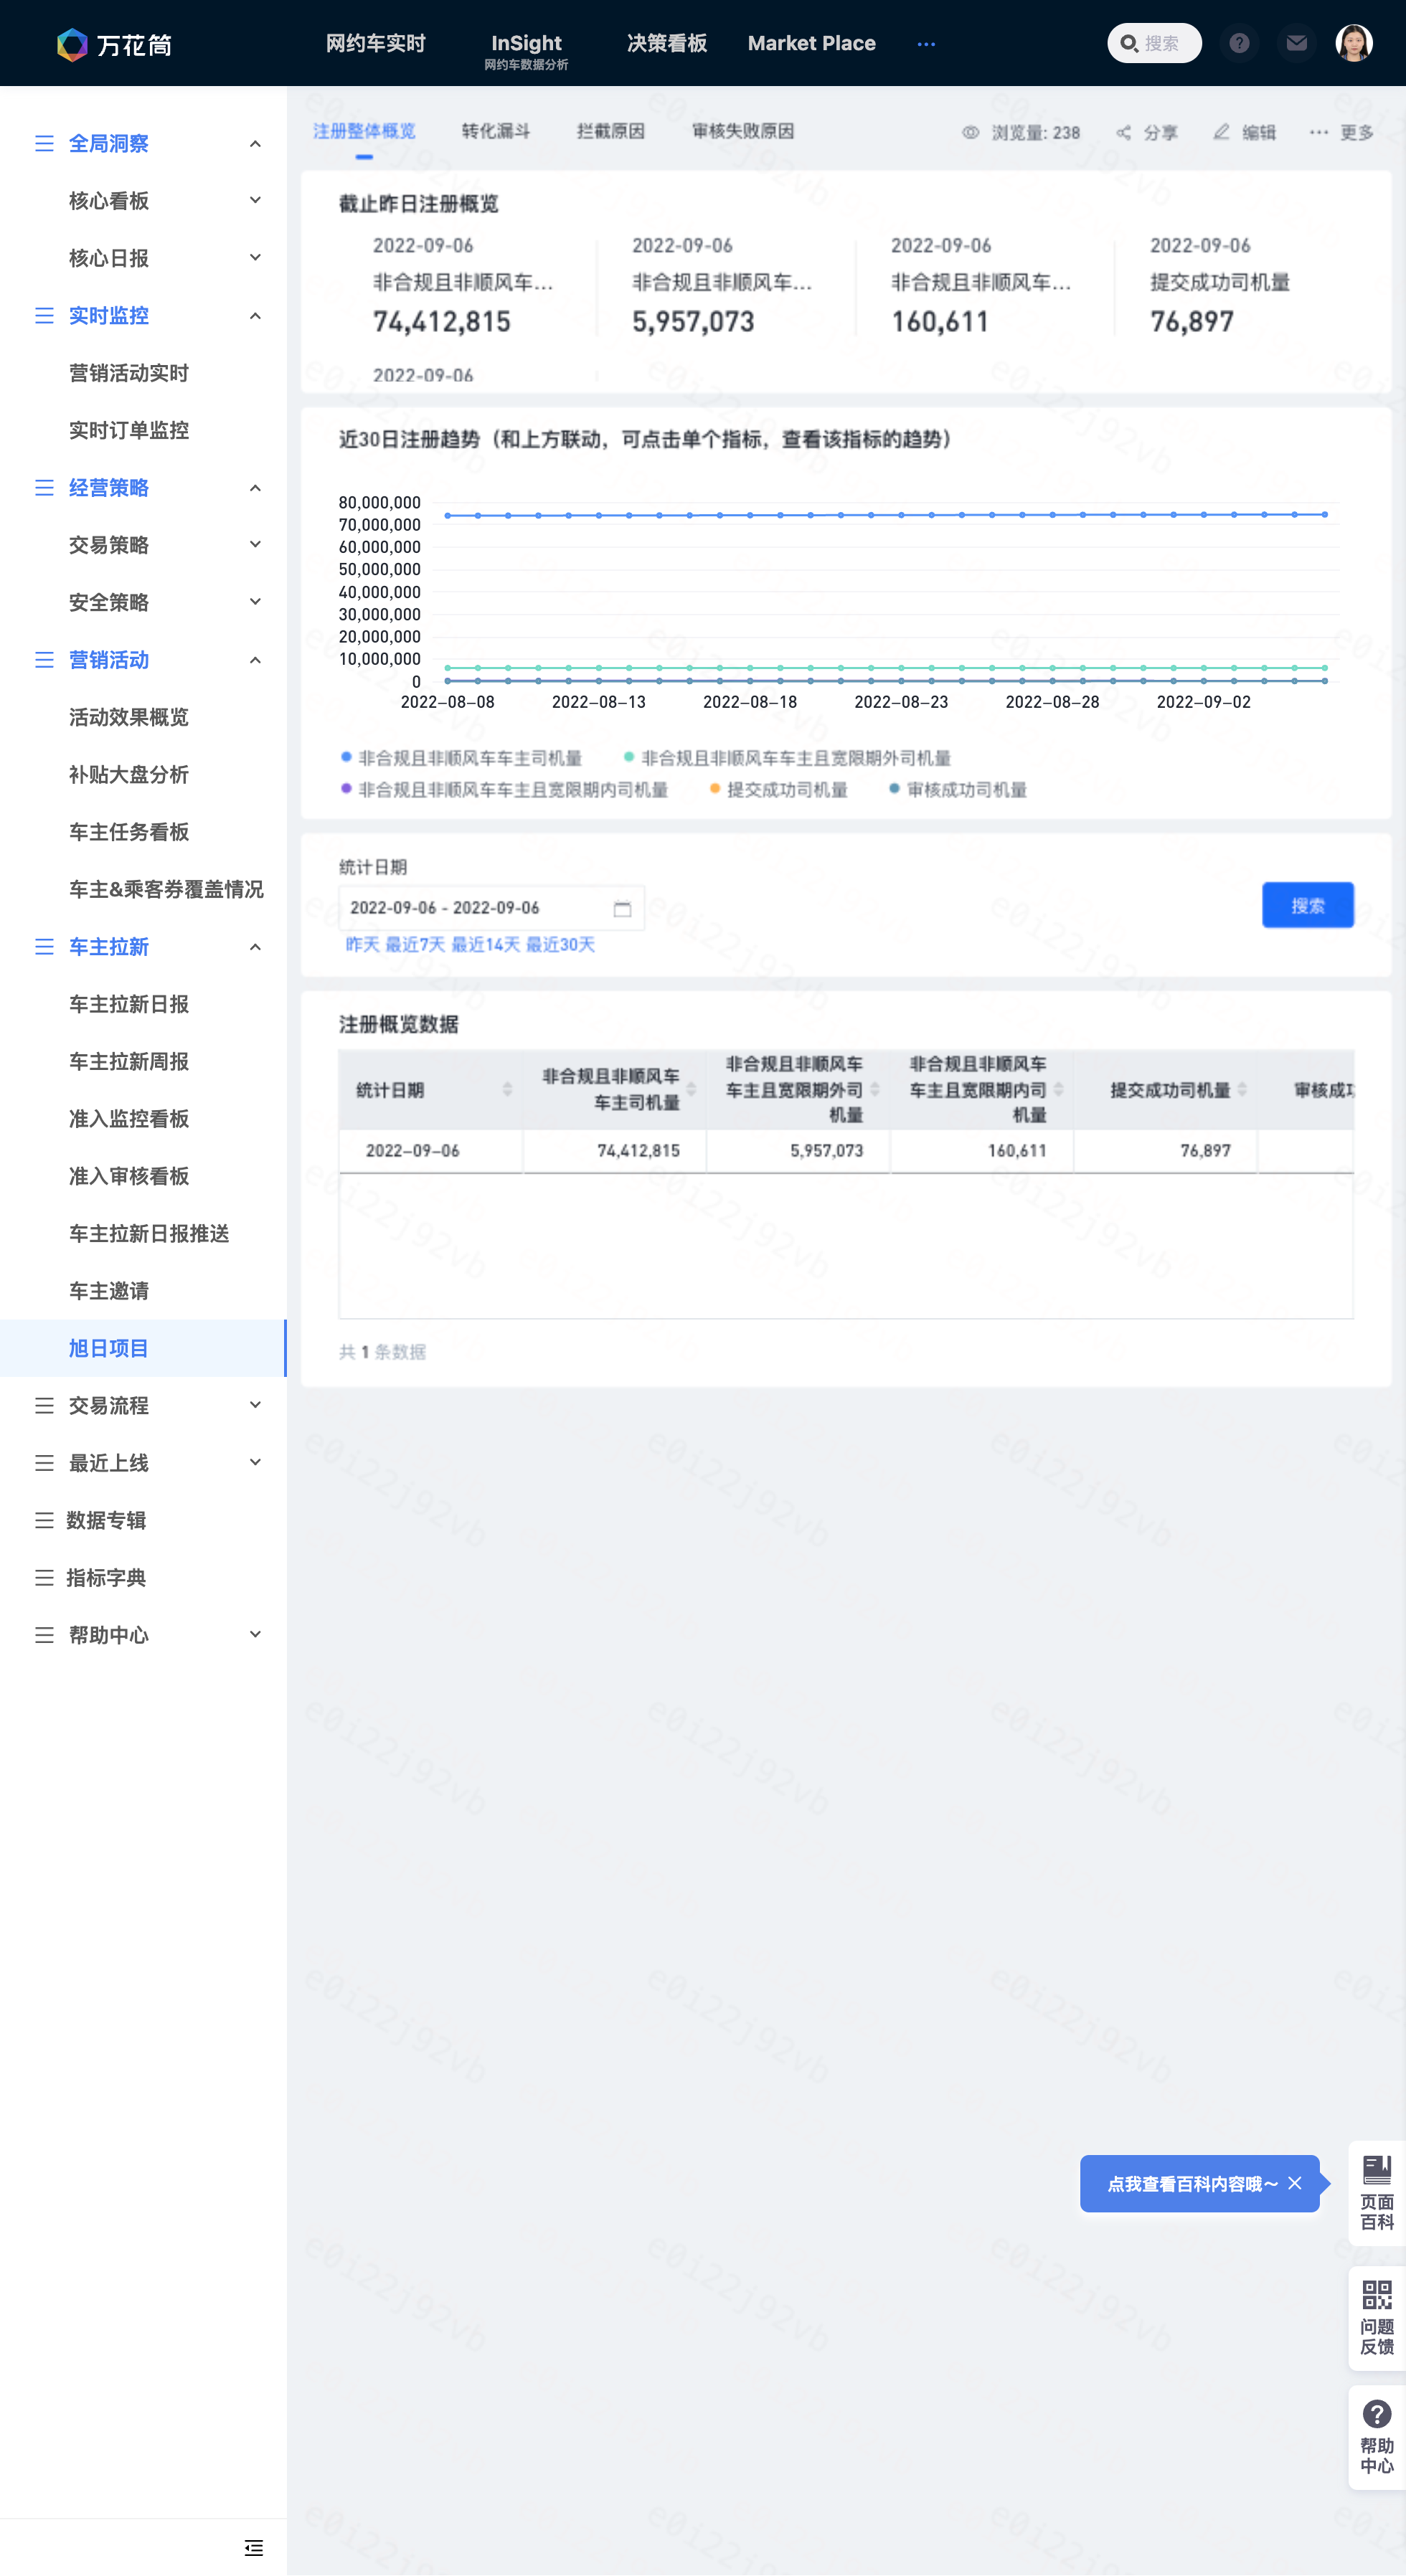 万花筒
网约车实时
InSight
网约车数据分析
决策看板
Market Place
搜索
全局洞察
核心看板
核心日报
实时监控
营销活动实时
实时订单监控
经营策略
交易策略
安全策略
营销活动
活动效果概览
补贴大盘分析
车主任务看板
车主&乘客券覆盖情况
车主拉新
车主拉新日报
车主拉新周报
准入监控看板
准入审核看板
车主拉新日报推送
车主邀请
旭日项目
交易流程
最近上线
数据专辑
指标字典
帮助中心
注册整体概览 转化漏斗 拦截原因 审核失败原因
浏览量: 238 分享 编辑 ··· 更多
截止昨日注册概览
2022-09-06
非合规且非顺风车...
74,412,815
2022-09-06
非合规且非顺风车...
5,957,073
2022-09-06
非合规且非顺风车...
160,611
2022-09-06
提交成功司机量
76,897
2022-09-06
近30日注册趋势（和上方联动，可点击单个指标，查看该指标的趋势）
80,000,000
70,000,000
60,000,000
50,000,000
40,000,000
30,000,000
20,000,000
10,000,000
0
2022-08-08 2022-08-13 2022-08-18 2022-08-23 2022-08-28 2022-09-02
非合规且非顺风车车主司机量 非合规且非顺风车车主且宽限期外司机量
非合规且非顺风车车主且宽限期内司机量 提交成功司机量 审核成功司机量
统计日期
2022-09-06 - 2022-09-06
搜索
昨天 最近7天 最近14天 最近30天
注册概览数据
统计日期
非合规且非顺风车
车主司机量
非合规且非顺风车
车主且宽限期外司
机量
非合规且非顺风车
车主且宽限期内司
机量
提交成功司机量
审核成
2022-09-06 74,412,815 5,957,073 160,611 76,897
共 1 条数据
点我查看百科内容哦～
页面
百科
问题
反馈
帮助
中心
e0i22j92vb